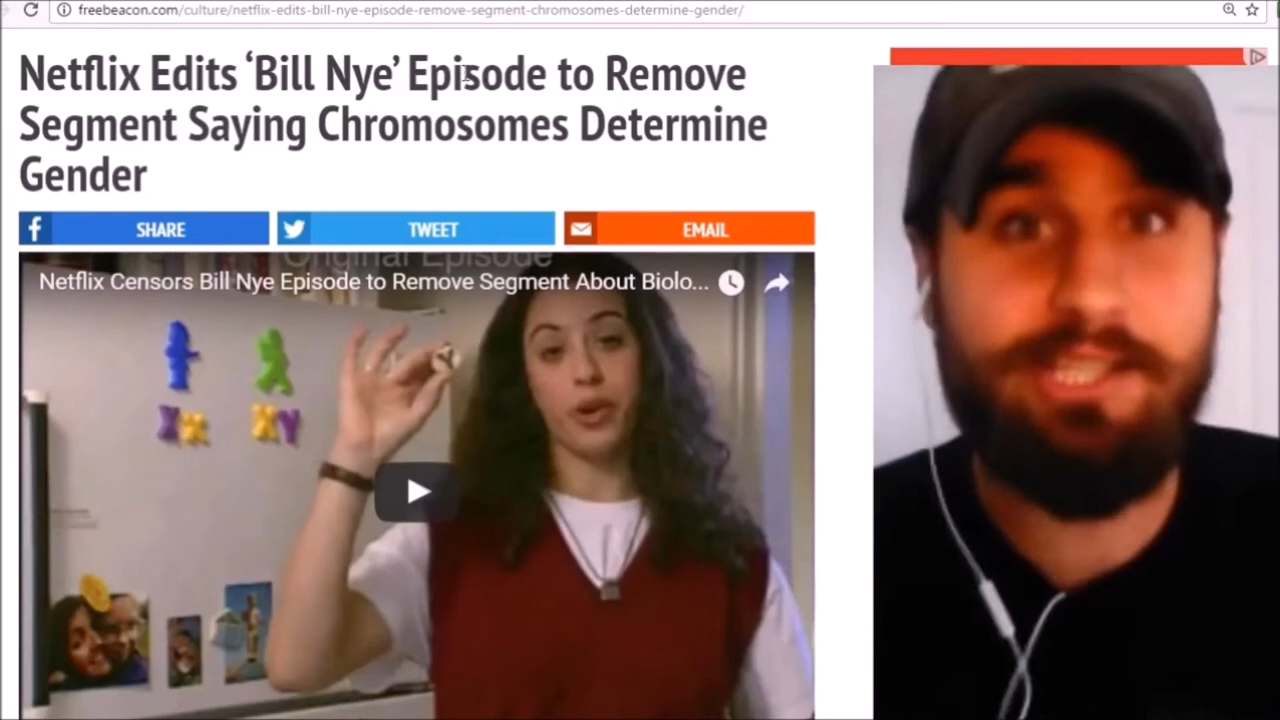 freebeacon.com/culture/netflix-edits-bill-nye-episode-remove-segment-chromosomes-determine-gender/
Netflix Edits ‘Bill Nye’ Episode to Remove
Segment Saying Chromosomes Determine
Gender
f SHARE TWEET EMAIL
Original Episode
Netflix Censors Bill Nye Episode to Remove Segment About Biolo...
XX XY